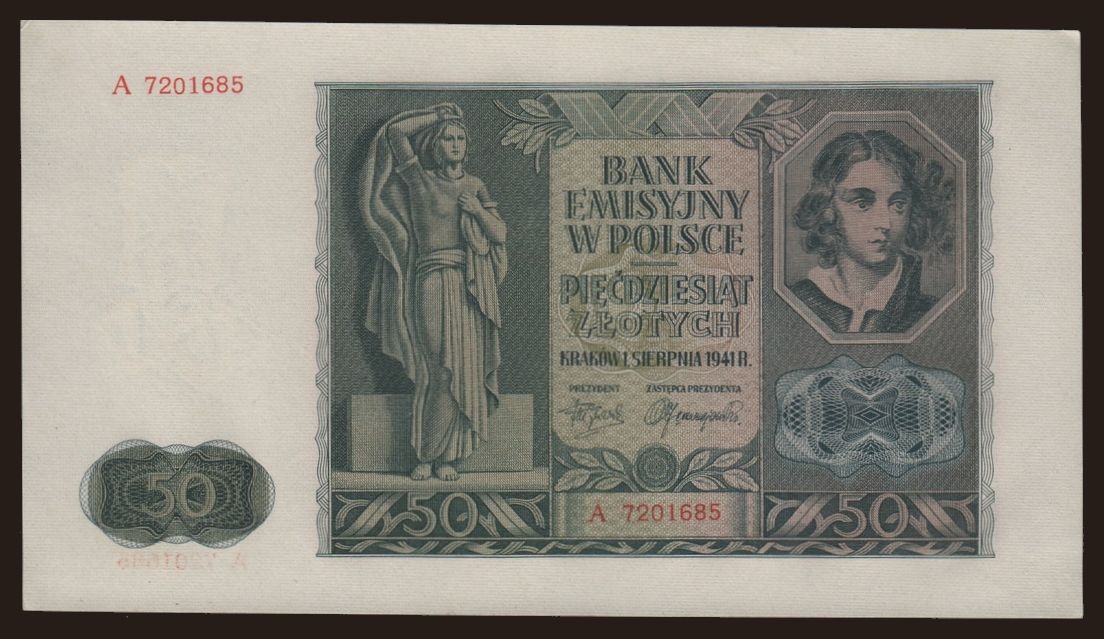 A 7201685
BANK
EMISYJNY
W POLSCE
PIĘĆDZIESIĄT
ZŁOTYCH
KRAKÓW 1 SIERPNIA 1941 R.
PREZYDENT ZASTĘPCA PREZYDENTA
50
50 A 7201685 50